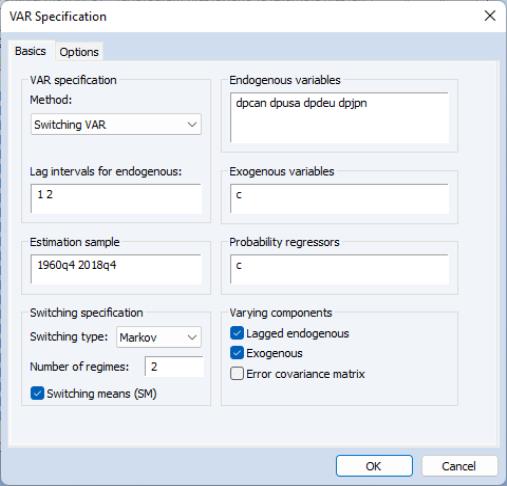 VAR Specification
Basics
Options
VAR specification
Method:
Switching VAR
Lag intervals for endogenous:
1 2
Estimation sample
1960q4 2018q4
Switching specification
Switching type: Markov
Number of regimes: 2
Switching means (SM)
Endogenous variables
dpcan dpusa dpdeu dpjpn
Exogenous variables
c
Probability regressors
c
Varying components
Lagged endogenous
Exogenous
Error covariance matrix
OK
Cancel